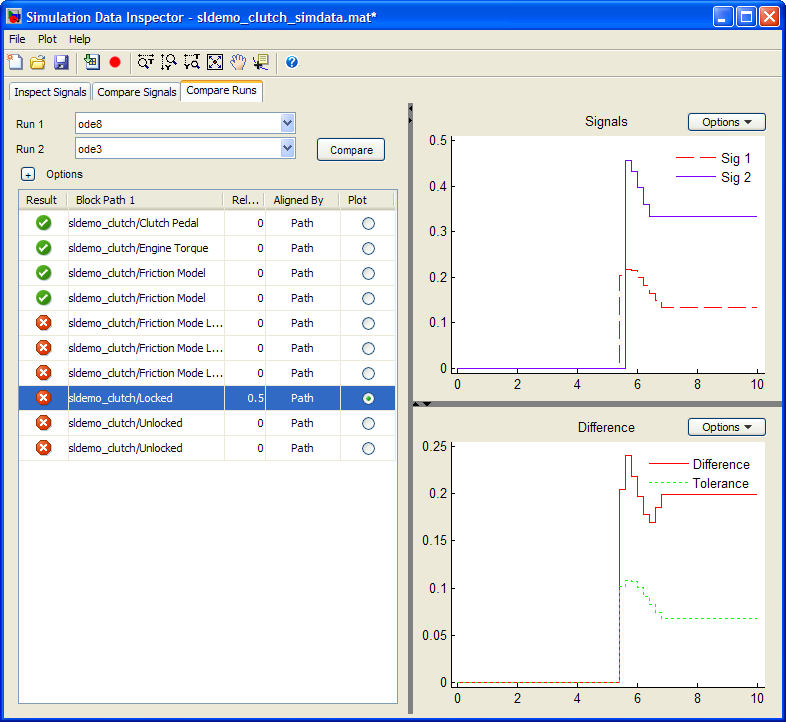 Simulation Data Inspector - sldemo_clutch_simdata.mat*
File Plot Help
Inspect Signals Compare Signals Compare Runs
Run 1 ode8
Run 2 ode3
Compare
Options
Result Block Path 1 Rel... Aligned By Plot
sldemo_clutch/Clutch Pedal 0 Path
sldemo_clutch/Engine Torque 0 Path
sldemo_clutch/Friction Model 0 Path
sldemo_clutch/Friction Model 0 Path
sldemo_clutch/Friction Mode L... 0 Path
sldemo_clutch/Friction Mode L... 0 Path
sldemo_clutch/Friction Mode L... 0 Path
sldemo_clutch/Locked 0.5 Path
sldemo_clutch/Unlocked 0 Path
sldemo_clutch/Unlocked 0 Path
Signals Options
0.5
0.4
0.3
0.2
0.1
0
Sig 1
Sig 2
0 2 4 6 8 10
Difference Options
0.25
0.2
0.15
0.1
0.05
0
Difference
Tolerance
0 2 4 6 8 10